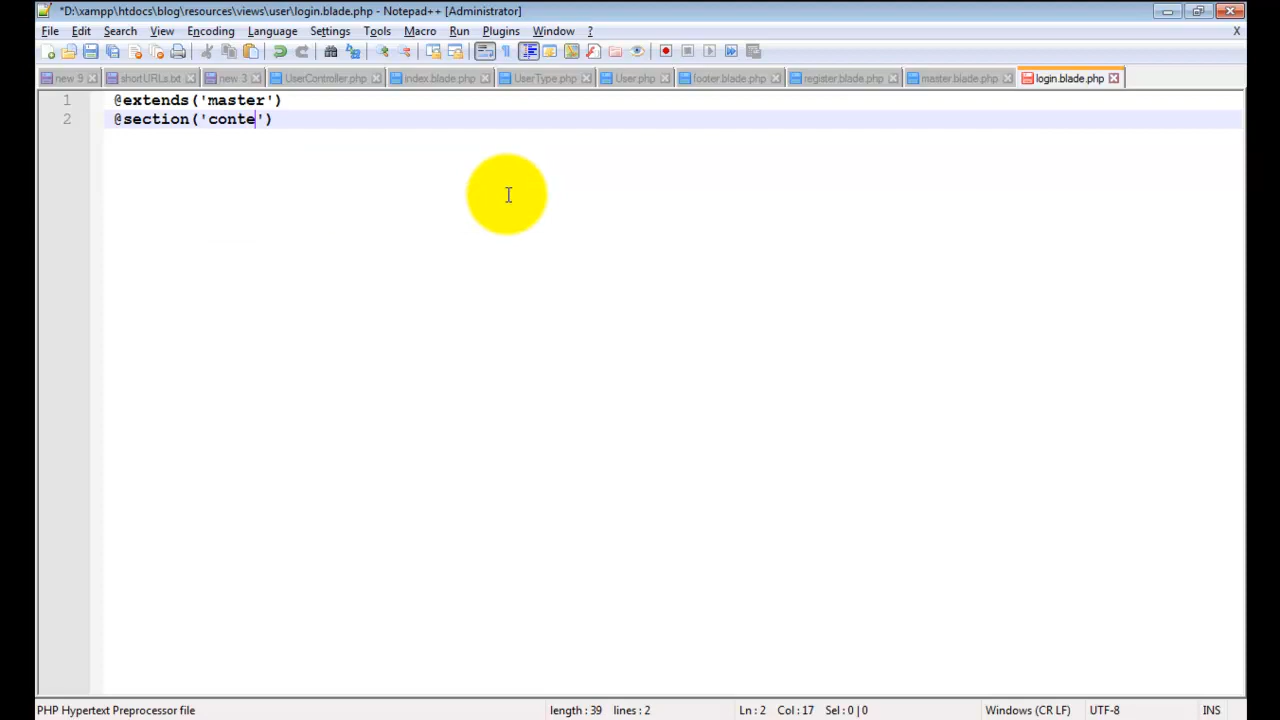 *D:\xampp\htdocs\blog\resources\views\user\login.blade.php - Notepad++ [Administrator]
File Edit Search View Encoding Language Settings Tools Macro Run Plugins Window ? X
new 9 shortURLs.txt new 3 UserController.php index.blade.php UserType.php User.php footer.blade.php register.blade.php master.blade.php login.blade.php
1 @extends('master')
2 @section('conte')
PHP Hypertext Preprocessor file length : 39 lines : 2 Ln : 2 Col : 17 Sel : 0 | 0 Windows (CR LF) UTF-8 INS